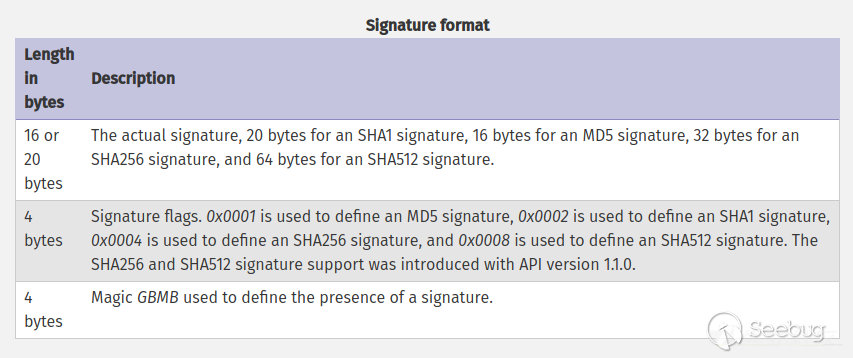 Signature format
Length
in
bytes
Description
16 or
20
bytes
The actual signature, 20 bytes for an SHA1 signature, 16 bytes for an MD5 signature, 32 bytes for an
SHA256 signature, and 64 bytes for an SHA512 signature.
4
bytes
Signature flags. 0x0001 is used to define an MD5 signature, 0x0002 is used to define an SHA1 signature,
0x0004 is used to define an SHA256 signature, and 0x0008 is used to define an SHA512 signature. The
SHA256 and SHA512 signature support was introduced with API version 1.1.0.
4
bytes
Magic GBMB used to define the presence of a signature.
Seebug